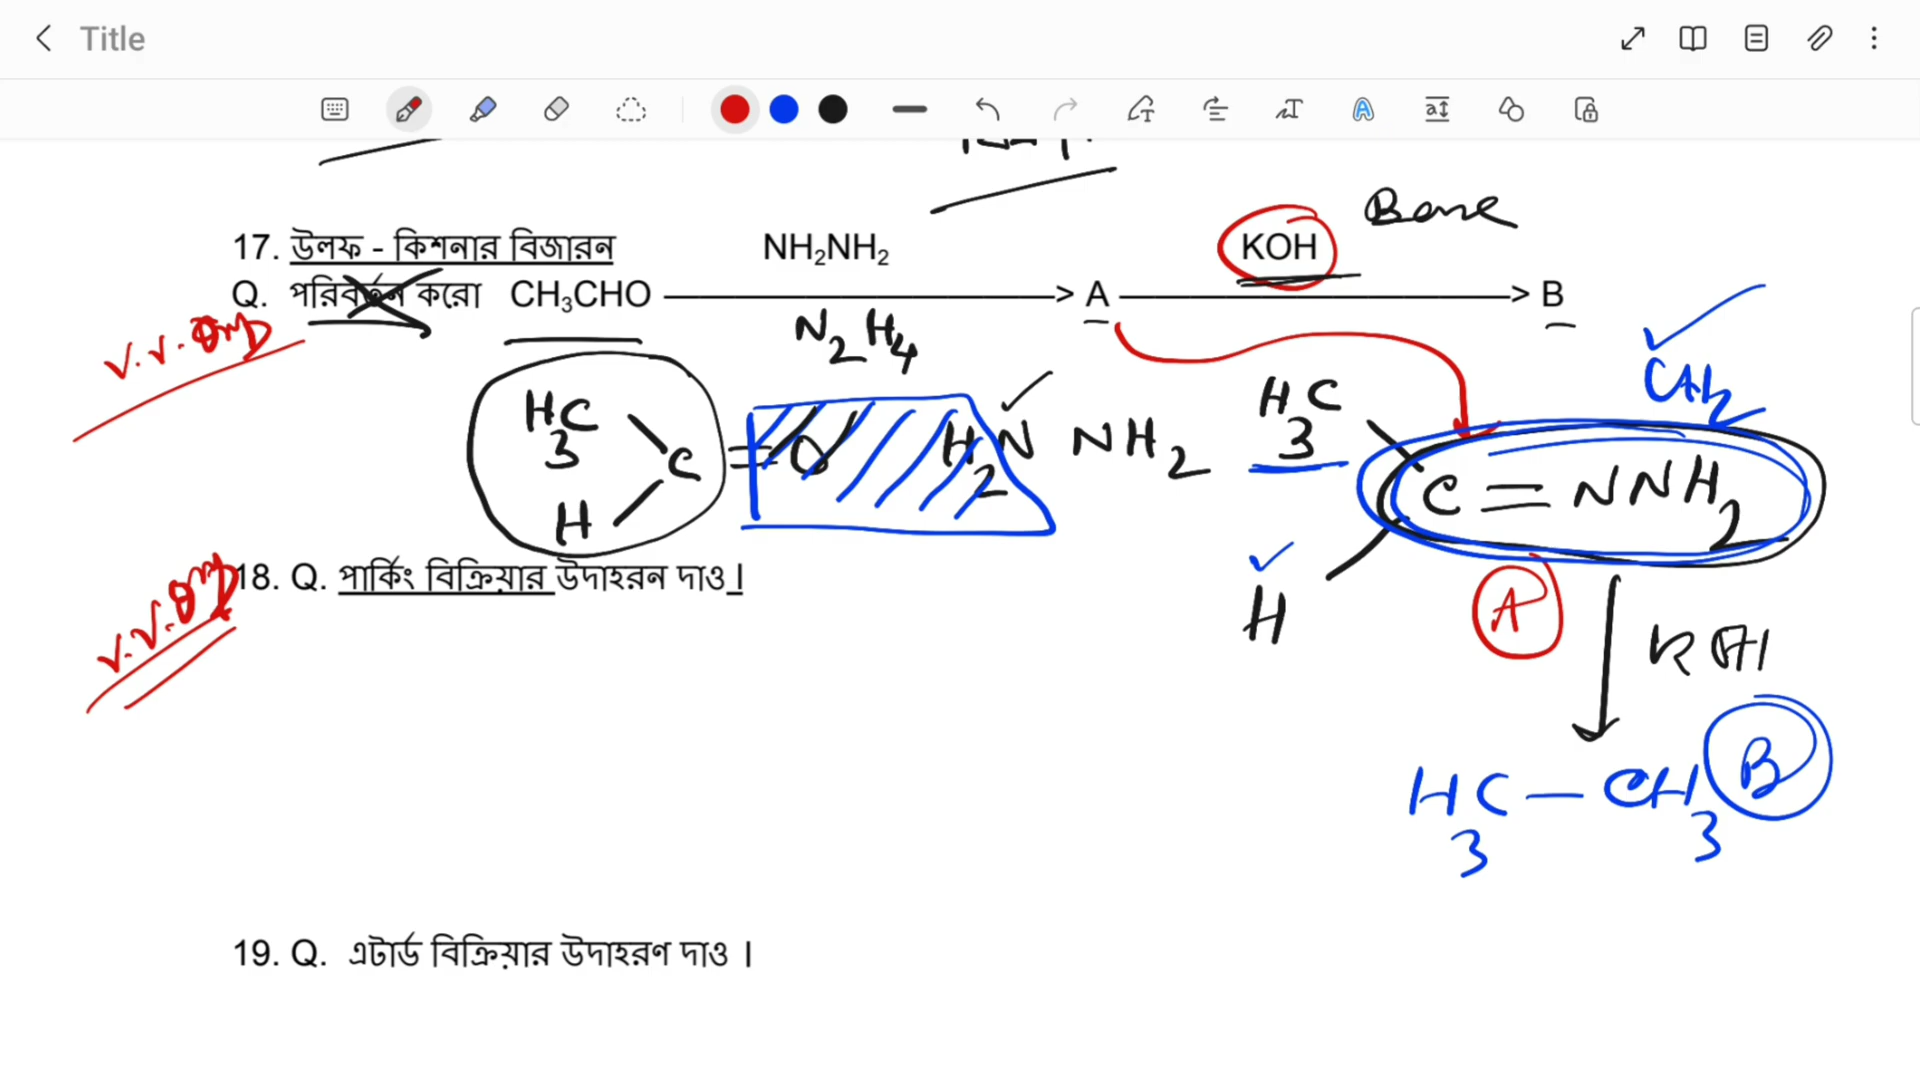 Title
17. উলফ - কিশনার বিজারন NH₂NH₂ KOH Base
Q. পরিবর্তন করো CH₃CHO ————————> A ————————> B
v.v.Imp N₂H₄
CH₂
H₃C
H₃C C = O H₂N NH₂
C = NNH₂
H
H
A
v.v.Imp 18. Q. পার্কিং বিক্রিয়ার উদাহরন দাও ।
KOH
B
H₃C — CH₃
19. Q. এটার্ড বিক্রিয়ার উদাহরণ দাও ।